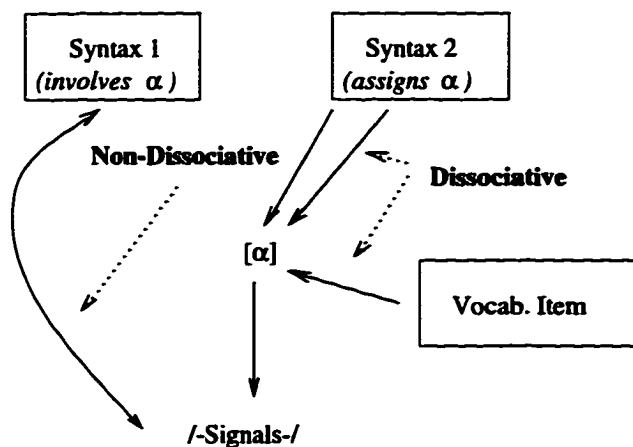 Syntax 1
(involves α)
Syntax 2
(assigns α)
Non-Dissociative
Dissociative
[α]
Vocab. Item
/-Signals-/